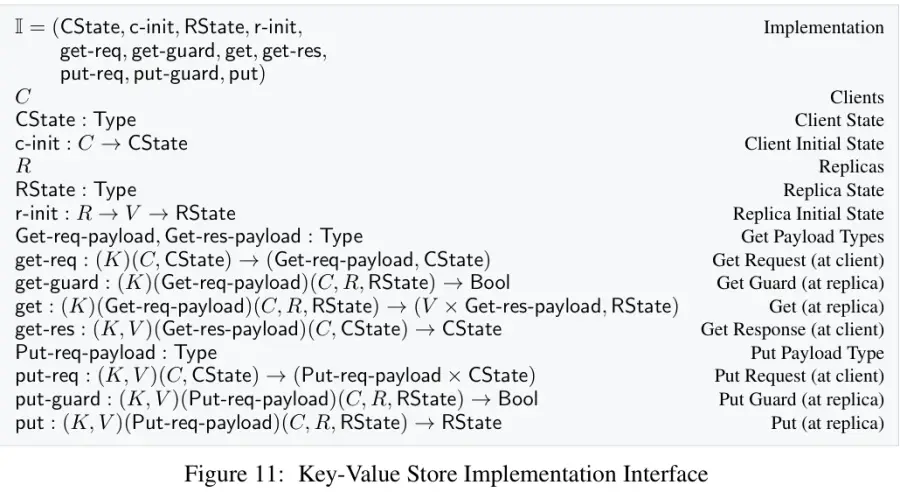 𝕀 = (CState, c-init, RState, r-init, Implementation
get-req, get-guard, get, get-res,
put-req, put-guard, put)
C Clients
CState : Type Client State
c-init : C → CState Client Initial State
R Replicas
RState : Type Replica State
r-init : R → V → RState Replica Initial State
Get-req-payload, Get-res-payload : Type Get Payload Types
get-req : (K)(C, CState) → (Get-req-payload, CState) Get Request (at client)
get-guard : (K)(Get-req-payload)(C, R, RState) → Bool Get Guard (at replica)
get : (K)(Get-req-payload)(C, R, RState) → (V × Get-res-payload, RState) Get (at replica)
get-res : (K, V)(Get-res-payload)(C, CState) → CState Get Response (at client)
Put-req-payload : Type Put Payload Type
put-req : (K, V)(C, CState) → (Put-req-payload × CState) Put Request (at client)
put-guard : (K, V)(Put-req-payload)(C, R, RState) → Bool Put Guard (at replica)
put : (K, V)(Put-req-payload)(C, R, RState) → RState Put (at replica)
Figure 11: Key-Value Store Implementation Interface